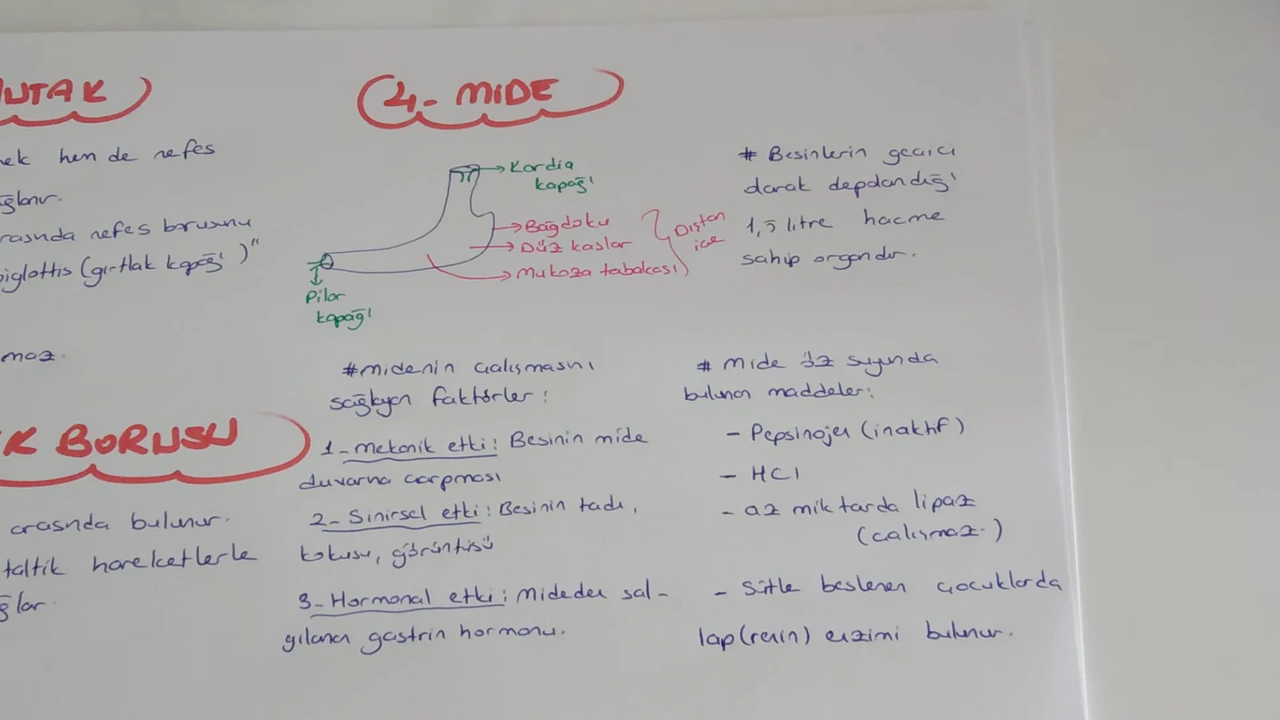 UTAK
hem de nefes
rasında nefes borusunu
piglottis (gırtlak kapağı)"
maz.
K BORUSU
arasında bulunur.
taltik hareketlerle
ğlar.
4- MİDE
Kardia
kapağı
Bağdoku
Düz kaslar
Mukoza tabakası
Dıştan
içe
Pilor
kapağı
# Besinlerin geçici
olarak depolandığı
1,5 litre hacme
sahip organdır.
#midenin çalışmasını
sağlayan faktörler:
1- mekanik etki: Besinin mide
duvarına çarpması
2- Sinirsel etki: Besinin tadı,
kokusu, görüntüsü
3- Hormonal etki: Mideden sal-
gılanan gastrin hormonu.
# mide öz suyunda
bulunan maddeler:
- Pepsinojen (inaktif)
- HCl
- az miktarda lipaz
(çalışmaz.)
- Sütle beslenen çocuklarda
lap(renin) enzimi bulunur.